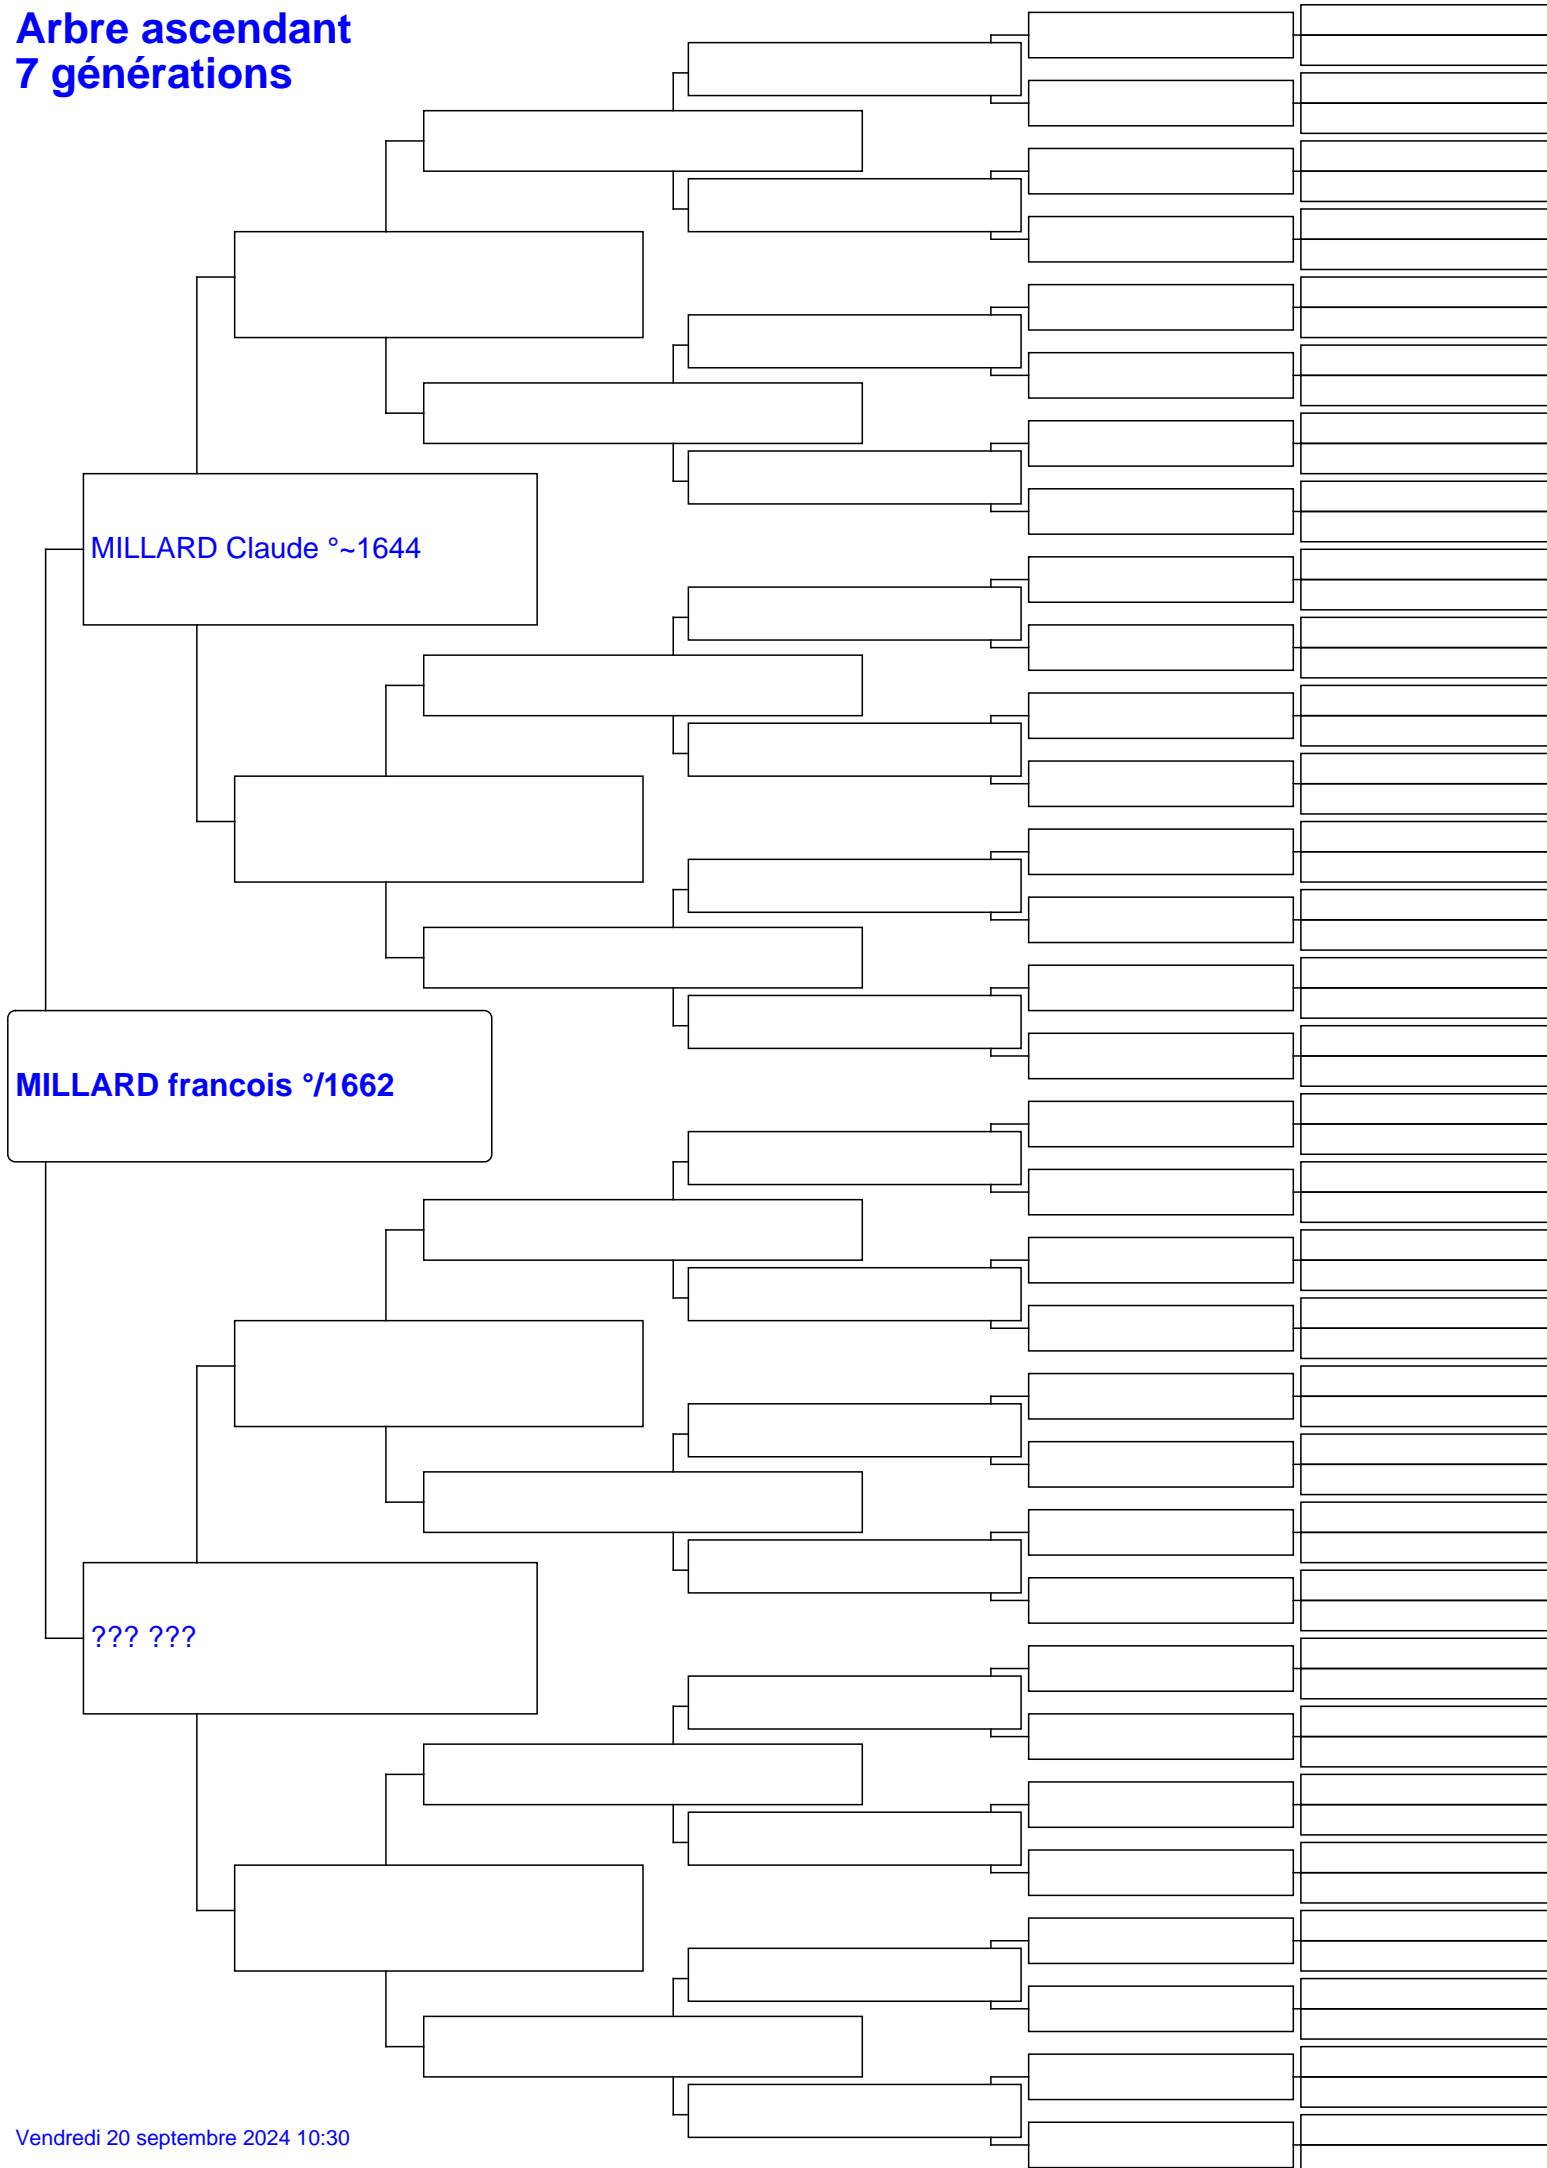 Arbre ascendant
7 générations
MILLARD Claude °~1644
MILLARD francois °/1662
??? ???
Vendredi 20 septembre 2024 10:30